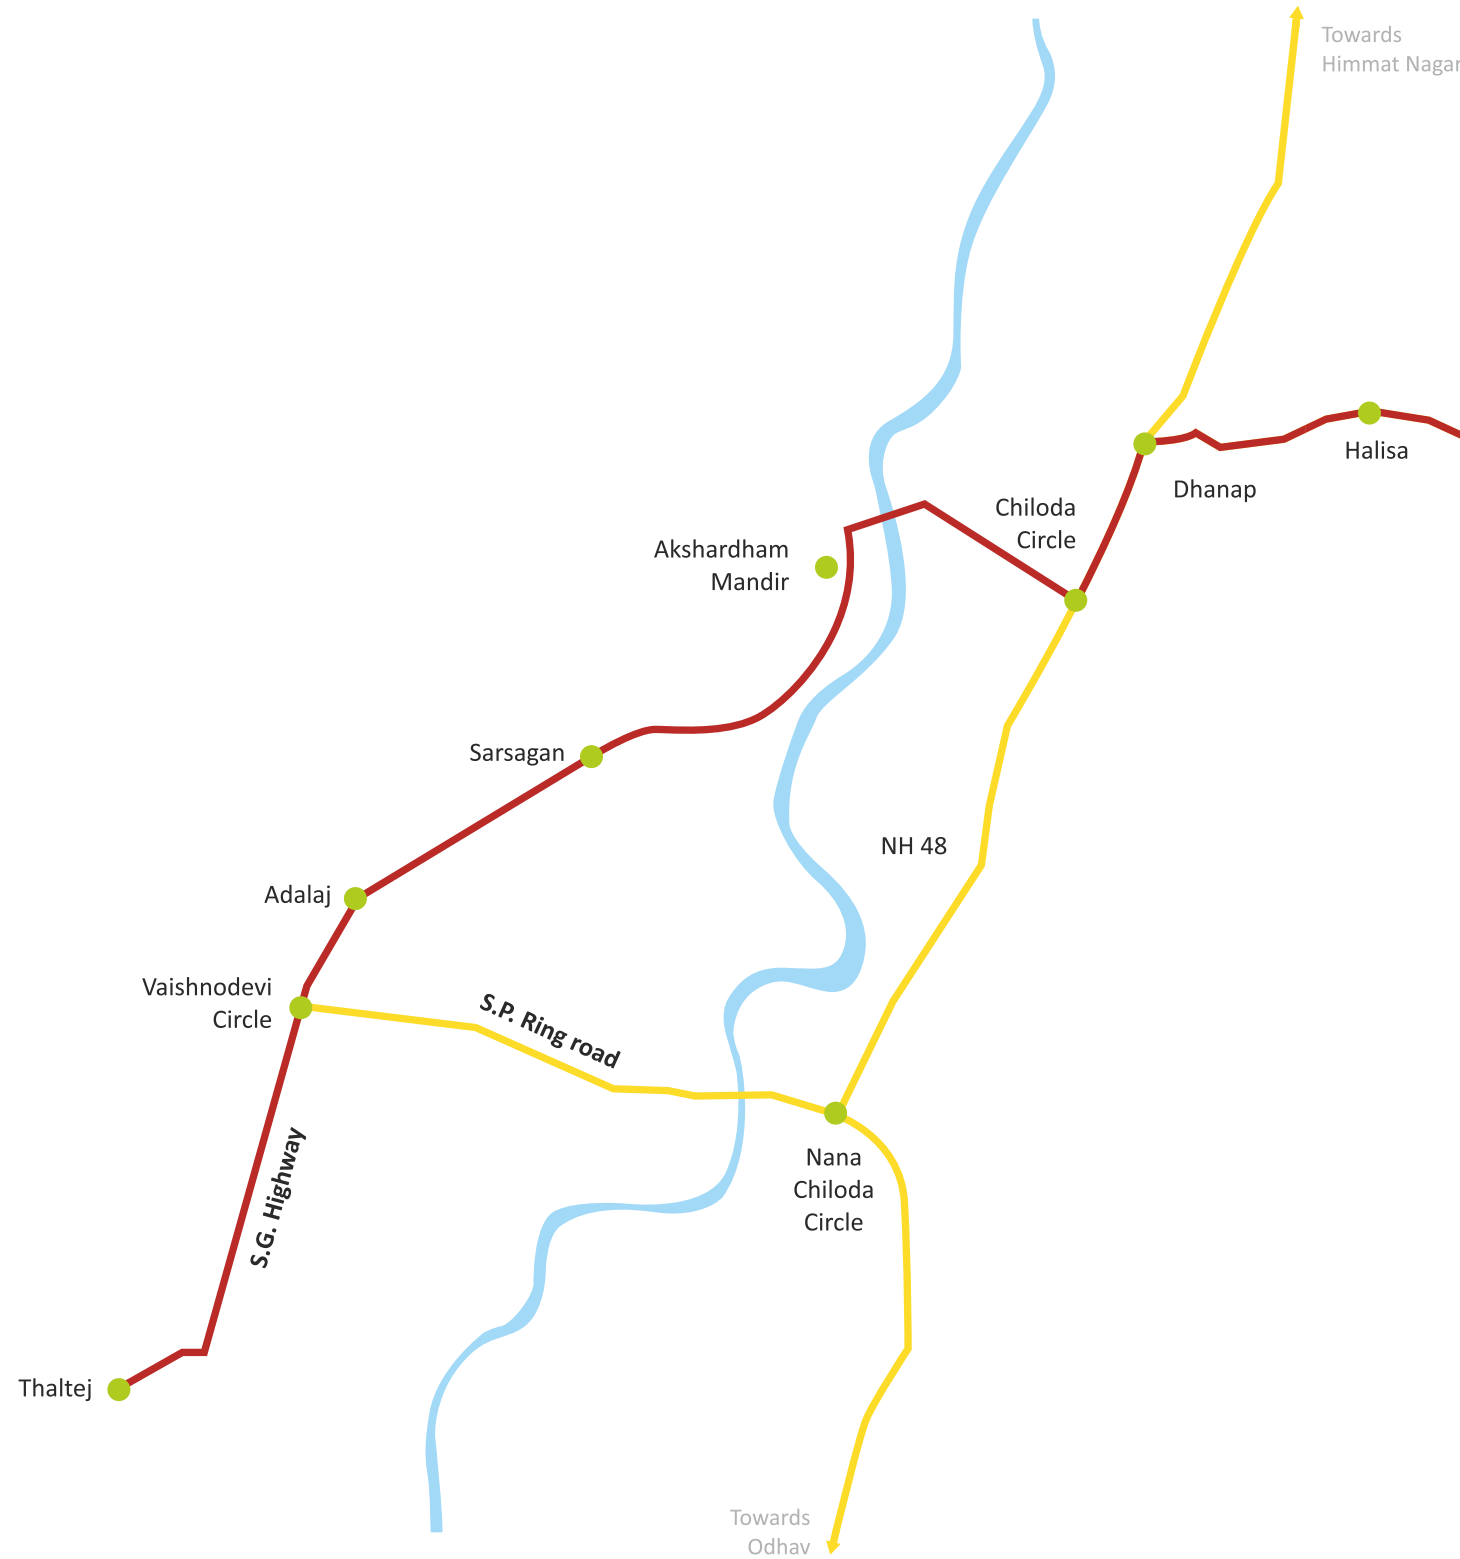 Towards
Himmat Nagar
Halisa
Dhanap
Chiloda
Circle
Akshardham
Mandir
Sarsagan
NH 48
Adalaj
Vaishnodevi
Circle
S.P. Ring road
S.G. Highway
Nana
Chiloda
Circle
Thaltej
Towards
Odhav